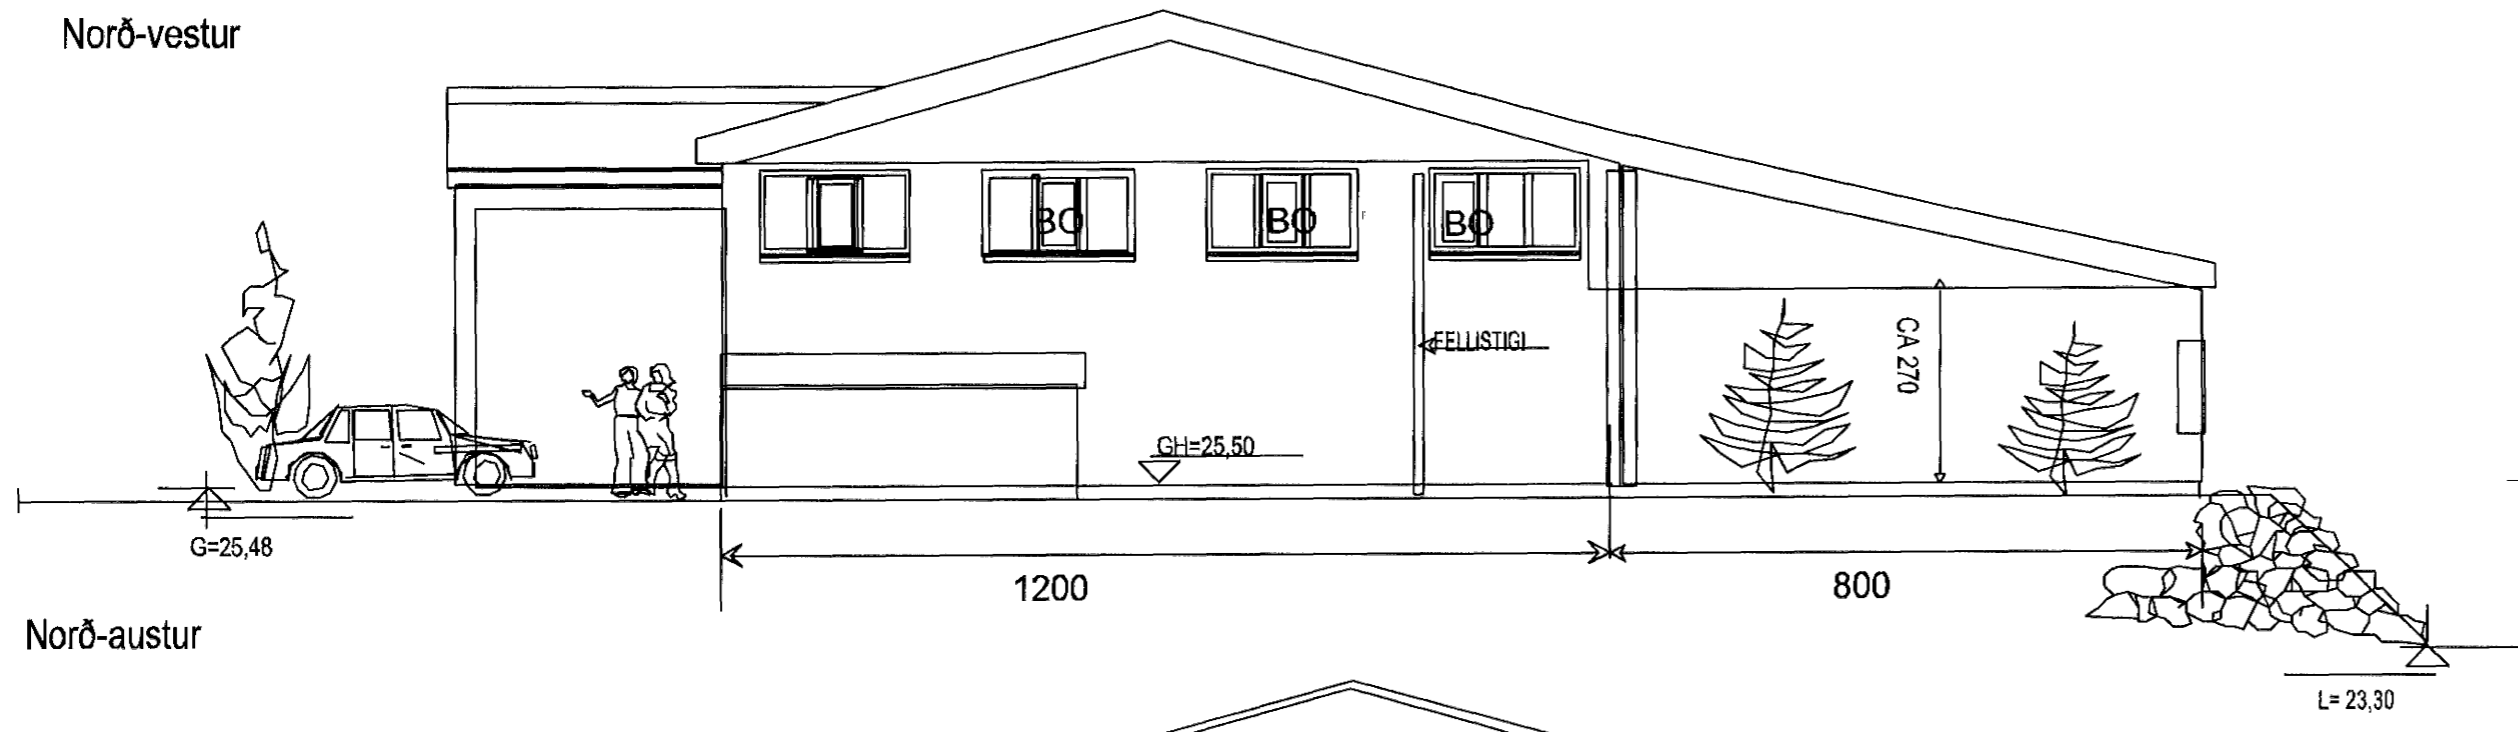 Norð-vestur
BO
BO
BO
FELLISTIGI
CA 270
GH=25,50
G=25,48
1200
800
Norð-austur
L= 23,30